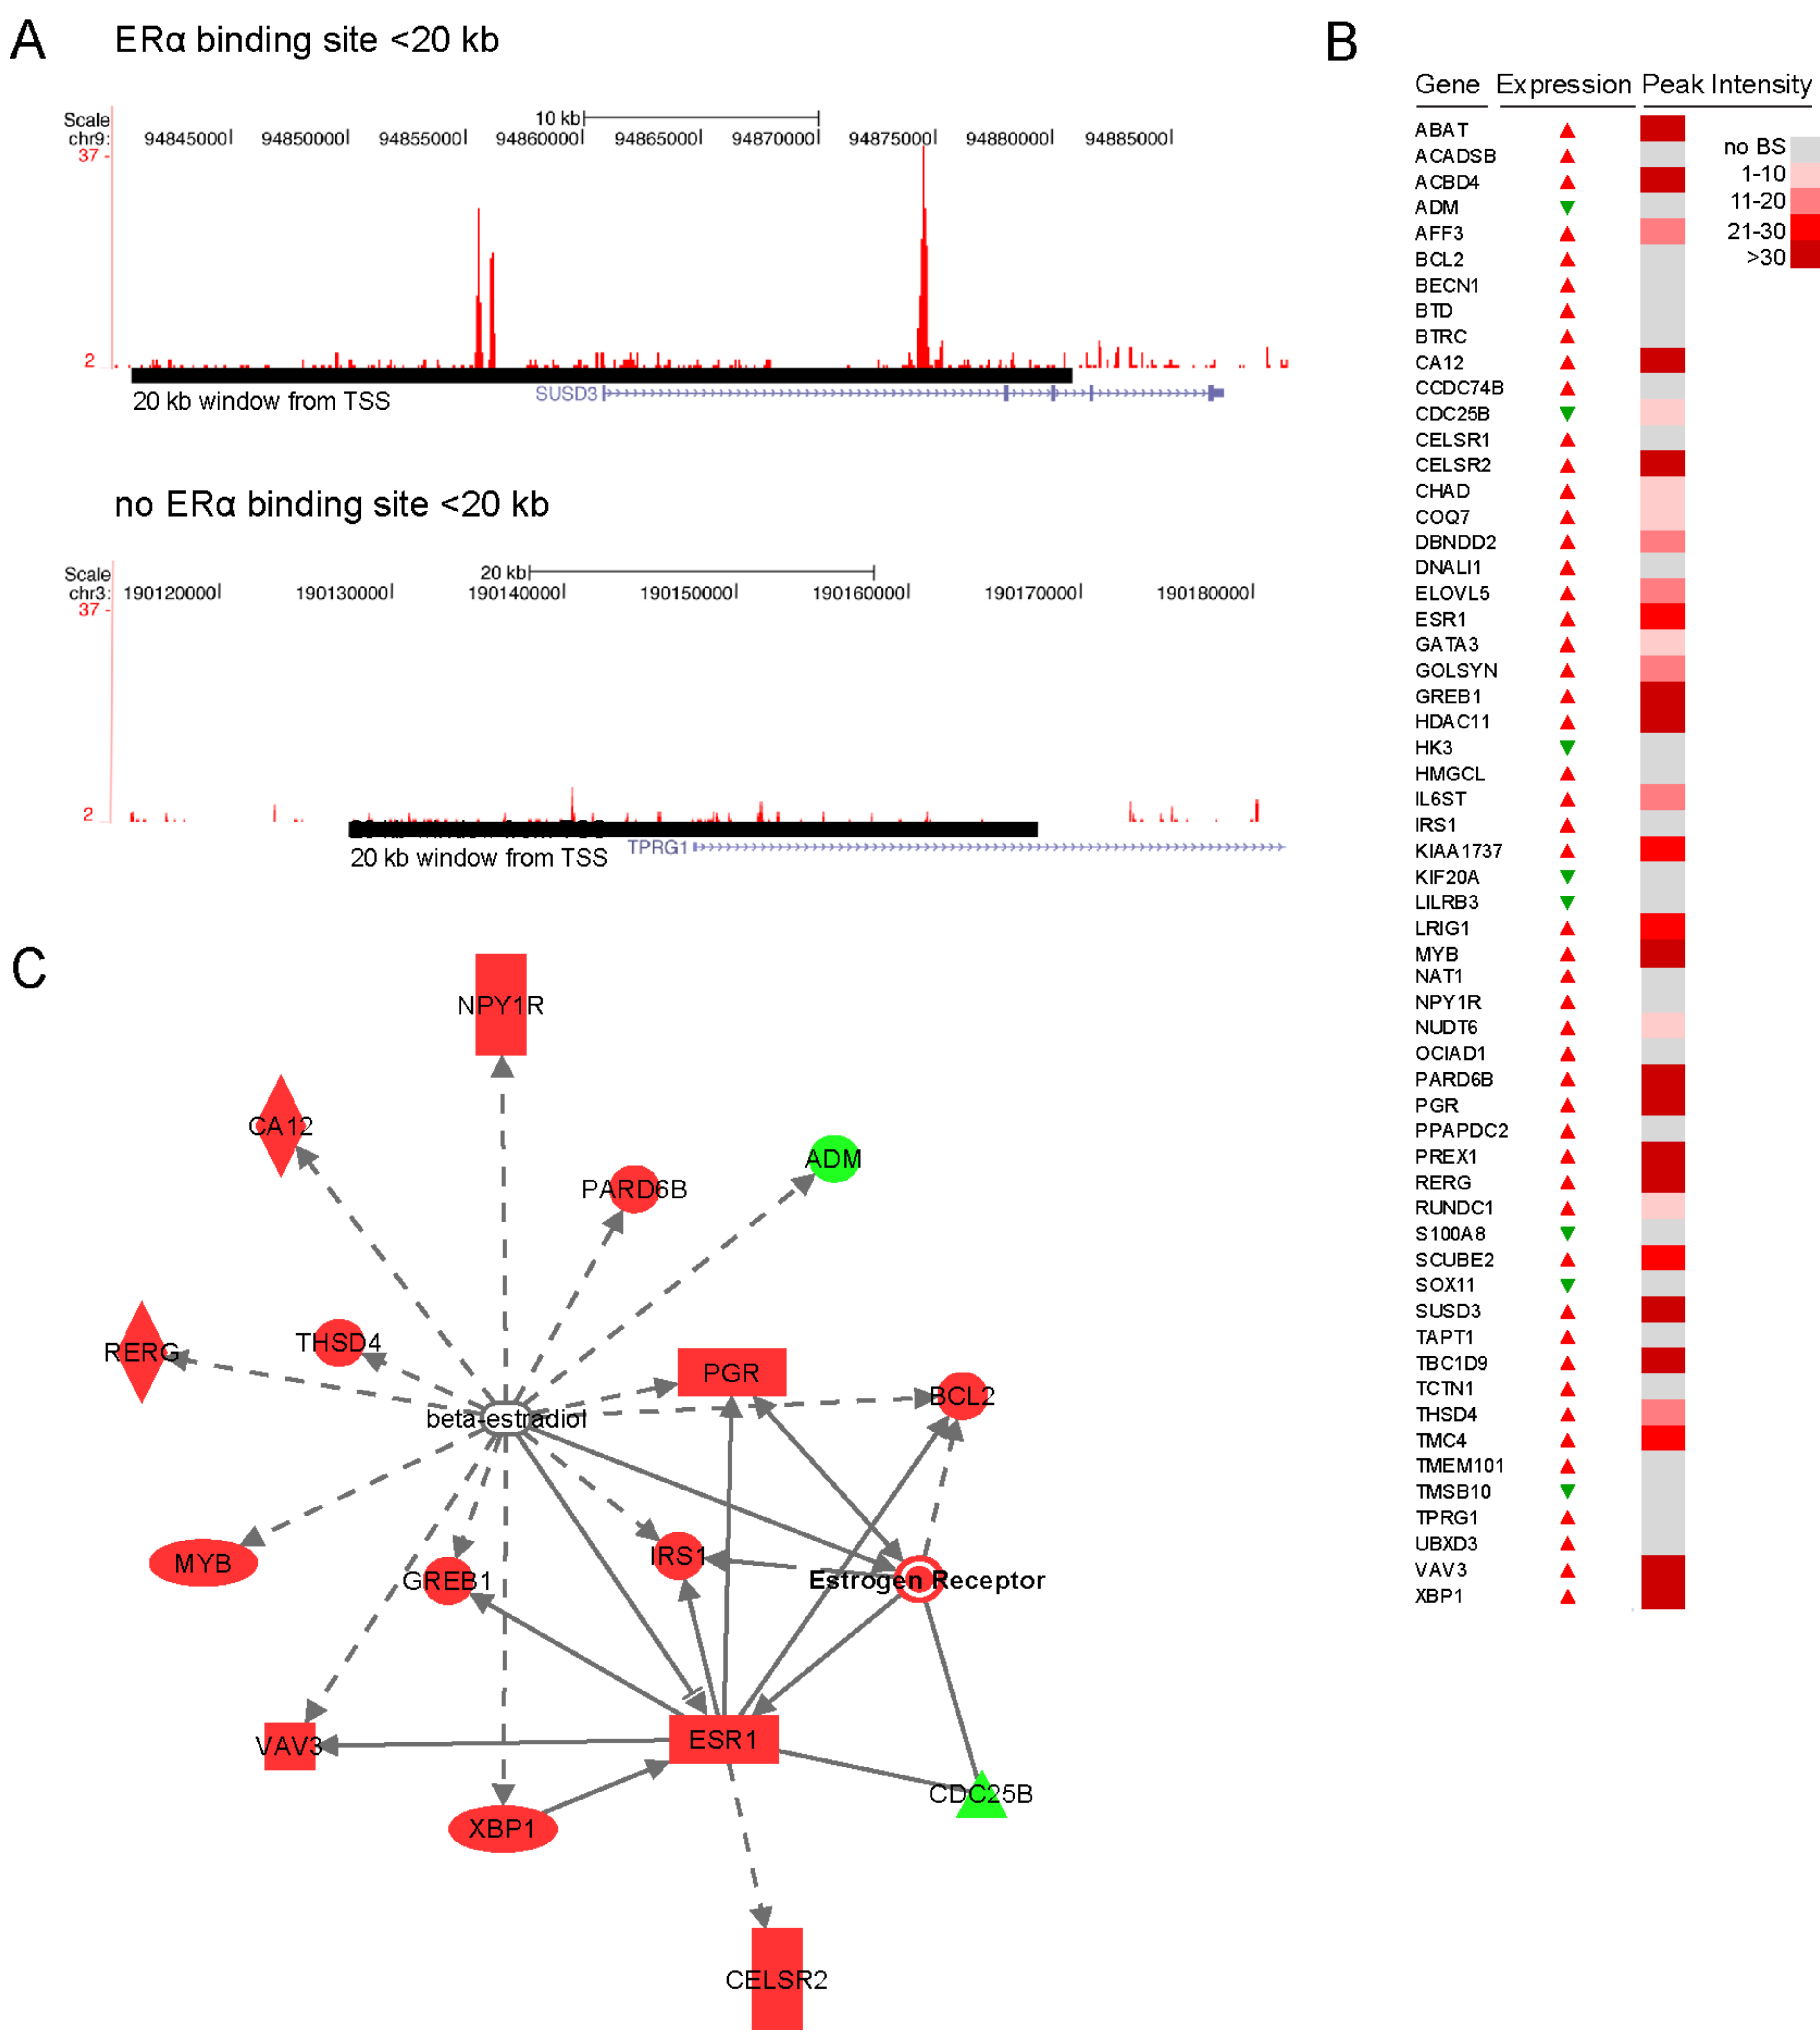 A
ERα binding site <20 kb
Scale
10 kb
chr9:
94845000
94850000
94855000
94860000
94865000
94870000
94875000
94880000
94885000
37
2
20 kb window from TSS
SUSD3
no ERα binding site <20 kb
Scale
20 kb
chr3:
190120000
190130000
190140000
190150000
190160000
190170000
190180000
37
2
20 kb window from TSS
TPRG1
B
Gene Expression Peak Intensity
ABAT
ACADSB
ACBD4
ADM
AFF3
BCL2
BECN1
BTD
BTRC
CA12
CCDC74B
CDC25B
CELSR1
CELSR2
CHAD
COQ7
DBNDD2
DNALI1
ELOVL5
ESR1
GATA3
GOLSYN
GREB1
HDAC11
HK3
HMGCL
IL6ST
IRS1
KIAA1737
KIF20A
LILRB3
LRIG1
MYB
NAT1
NPY1R
NUDT6
OCIAD1
PARD6B
PGR
PPAPDC2
PREX1
RERG
RUNDC1
S100A8
SCUBE2
SOX11
SUSD3
TAPT1
TBC1D9
TCTN1
THSD4
TMC4
TMEM101
TMSB10
TPRG1
UBXD3
VAV3
XBP1
no BS
1-10
11-20
21-30
>30
C
NPY1R
CA12
ADM
PARD6B
RERG
THSD4
PGR
BCL2
beta-estradiol
MYB
GREB1
IRS1
Estrogen Receptor
VAV3
ESR1
CDC25B
XBP1
CELSR2